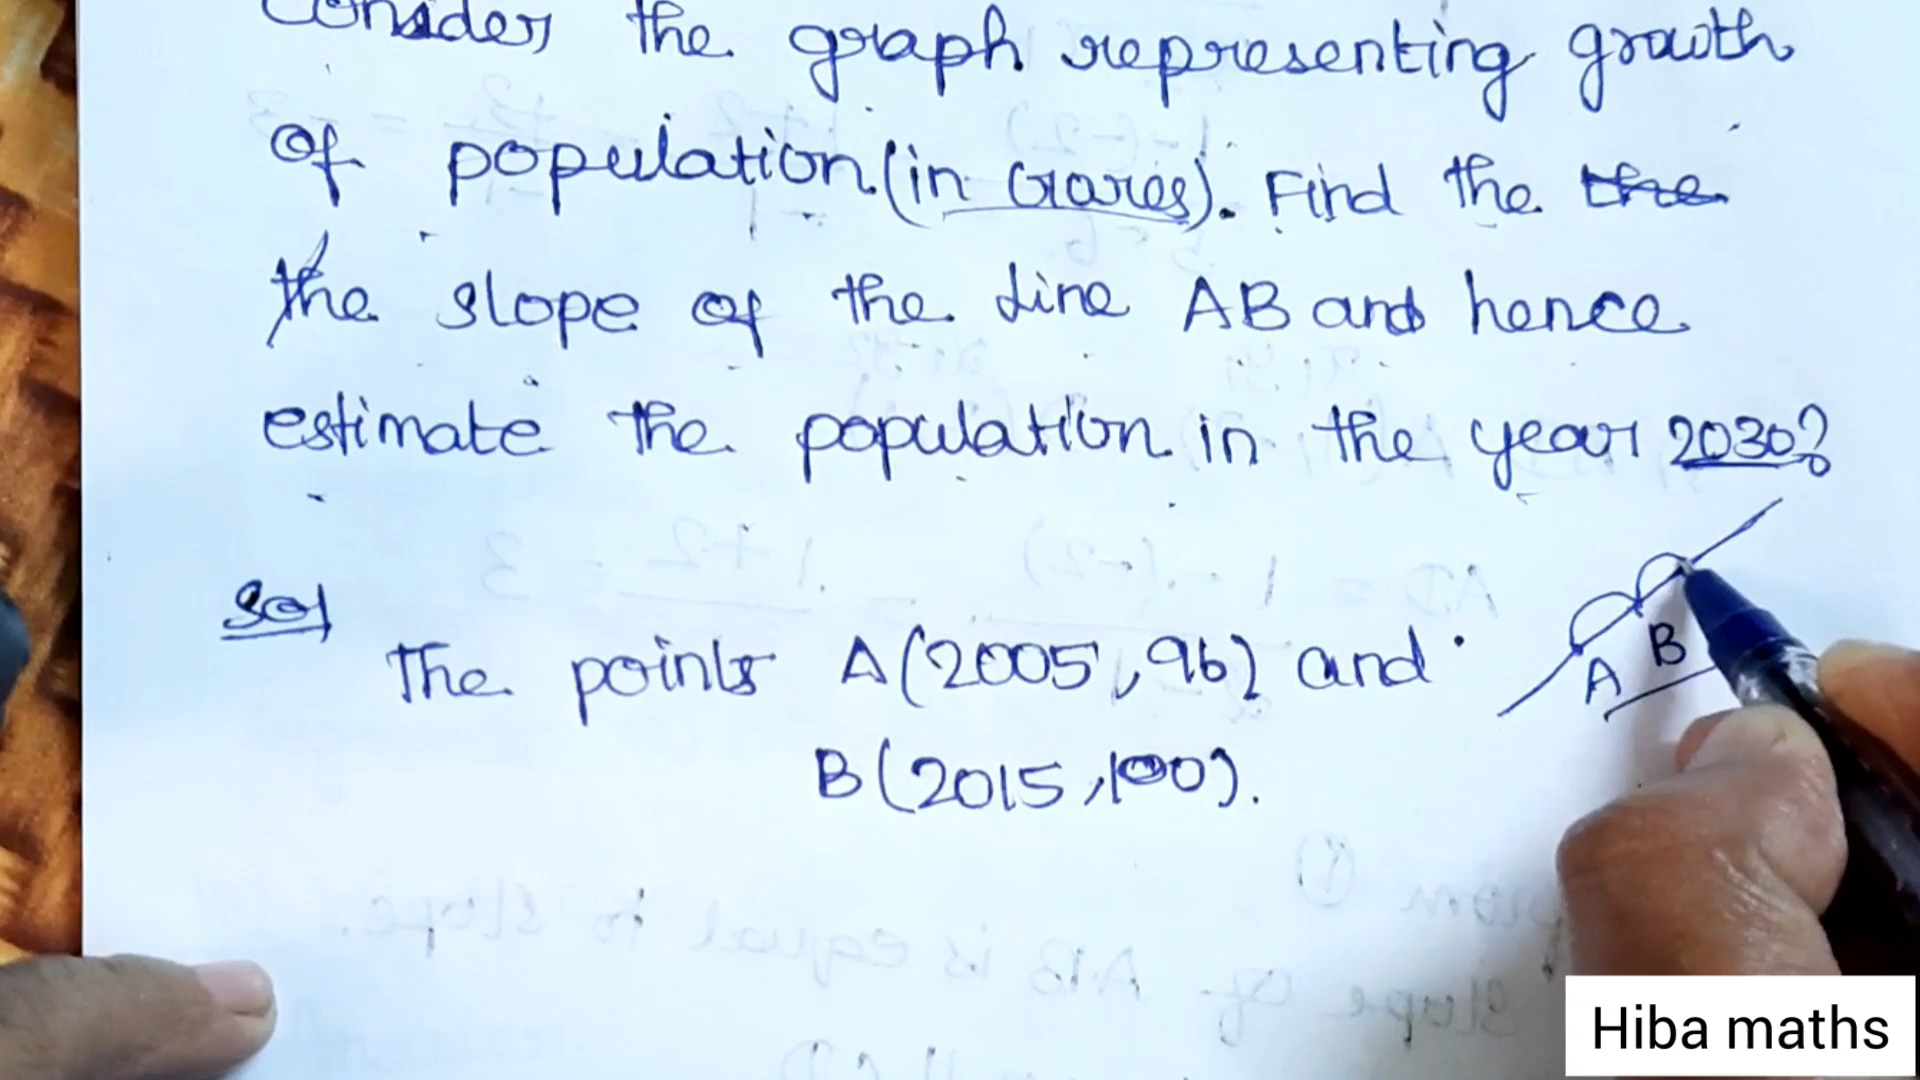 Consider the graph representing growth
of population (in Crores). Find the the
the slope of the Line AB and hence
estimate the population in the year 2030?
Sol
The points A(2005, 96) and
B(2015, 100).
A B
Hiba maths